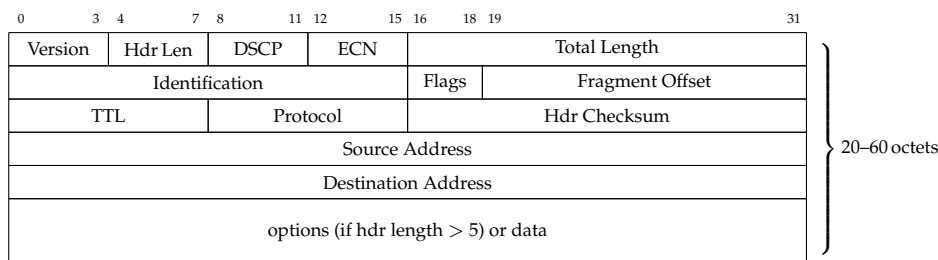 0 3 4 7 8 11 12 15 16 18 19 31
Version Hdr Len DSCP ECN Total Length
Identification Flags Fragment Offset
TTL Protocol Hdr Checksum
Source Address
Destination Address
options (if hdr length > 5) or data
20–60 octets